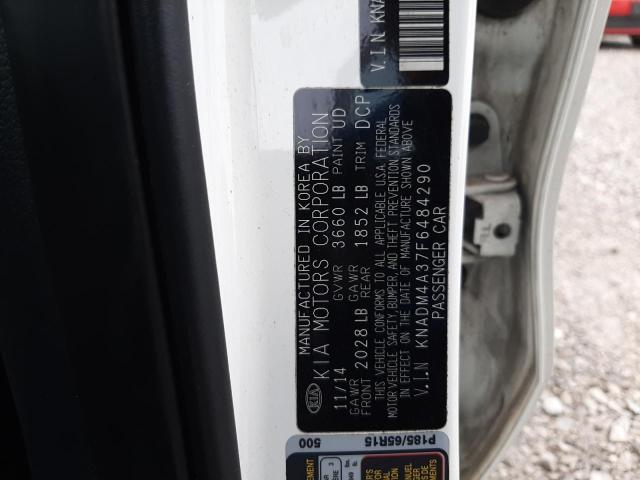 V.I.N KNA
MANUFACTURED IN KOREA BY
KIA MOTORS CORPORATION
11/14 GVWR 3660 LB PAINT UD
GAWR FRONT 2028 LB GAWR REAR 1852 LB TRIM DCP
THIS VEHICLE CONFORMS TO ALL APPLICABLE U.S.A. FEDERAL
MOTOR VEHICLE SAFETY, BUMPER, AND THEFT PREVENTION STANDARDS
IN EFFECT ON THE DATE OF MANUFACTURE SHOWN ABOVE
V.I.N KNADM4A37F6484290
PASSENGER CAR
KIA
500 P185/65R15